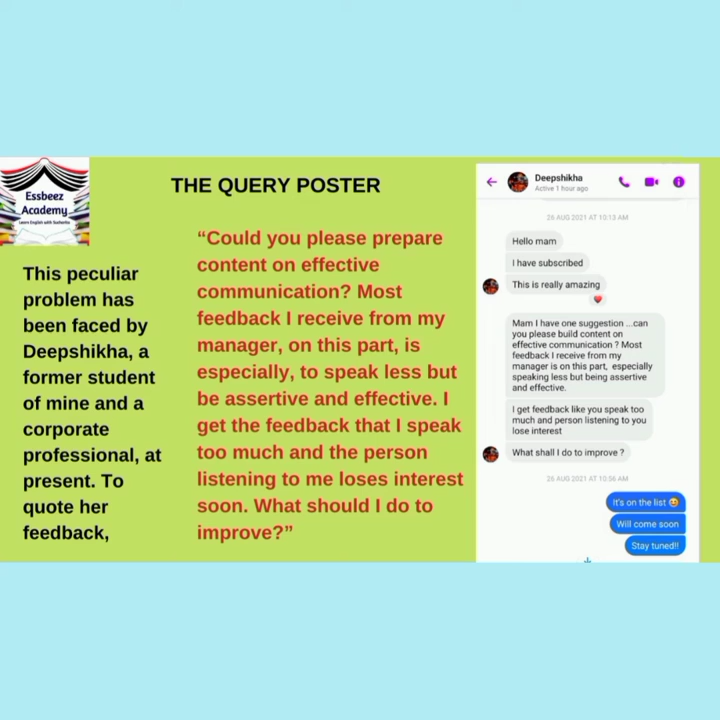 Essbeez
Academy
Learn English with Sushanta
THE QUERY POSTER
This peculiar
problem has
been faced by
Deepshikha, a
former student
of mine and a
corporate
professional, at
present. To
quote her
feedback,
“Could you please prepare
content on effective
communication? Most
feedback I receive from my
manager, on this part, is
especially, to speak less but
be assertive and effective. I
get the feedback that I speak
too much and the person
listening to me loses interest
soon. What should I do to
improve?”
Deepshikha
Active 1 hour ago
26 AUG 2021 AT 10:13 AM
Hello mam
I have subscribed
This is really amazing
Mam I have one suggestion ...can
you please build content on
effective communication ? Most
feedback I receive from my
manager is on this part, especially
speaking less but being assertive
and effective.
I get feedback like you speak too
much and person listening to you
lose interest
What shall I do to improve ?
26 AUG 2021 AT 10:56 AM
It's on the list 😉
Will come soon
Stay tuned!!